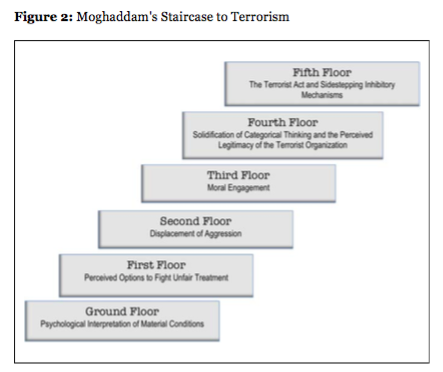 Figure 2: Moghaddam's Staircase to Terrorism
Fifth Floor
The Terrorist Act and Sidestepping Inhibitory
Mechanisms
Fourth Floor
Solidification of Categorical Thinking and the Perceived
Legitimacy of the Terrorist Organization
Third Floor
Moral Engagement
Second Floor
Displacement of Aggression
First Floor
Perceived Options to Fight Unfair Treatment
Ground Floor
Psychological Interpretation of Material Conditions